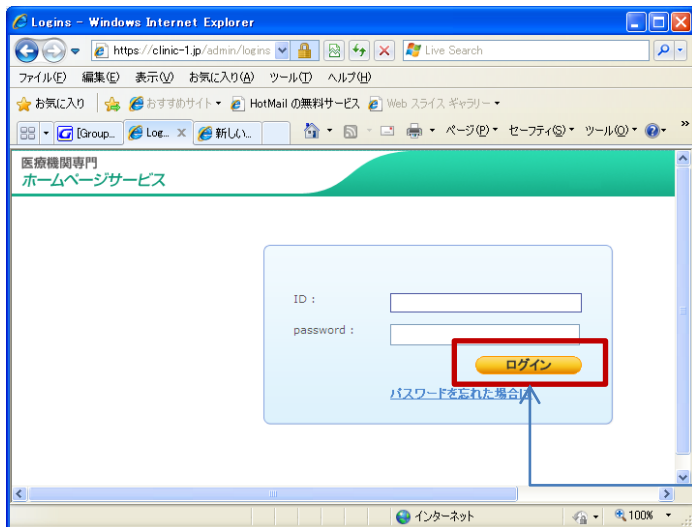 Logins - Windows Internet Explorer
https://clinic-1.jp/admin/logins
Live Search
ファイル(F) 編集(E) 表示(V) お気に入り(A) ツール(T) ヘルプ(H)
お気に入り おすすめサイト HotMail の無料サービス Web スライス ギャラリー
[Group... Log... X 新しい... ページ(P) セーフティ(S) ツール(O) »
医療機関専門
ホームページサービス
ID :
password :
ログイン
パスワードを忘れた場合は
インターネット 100%